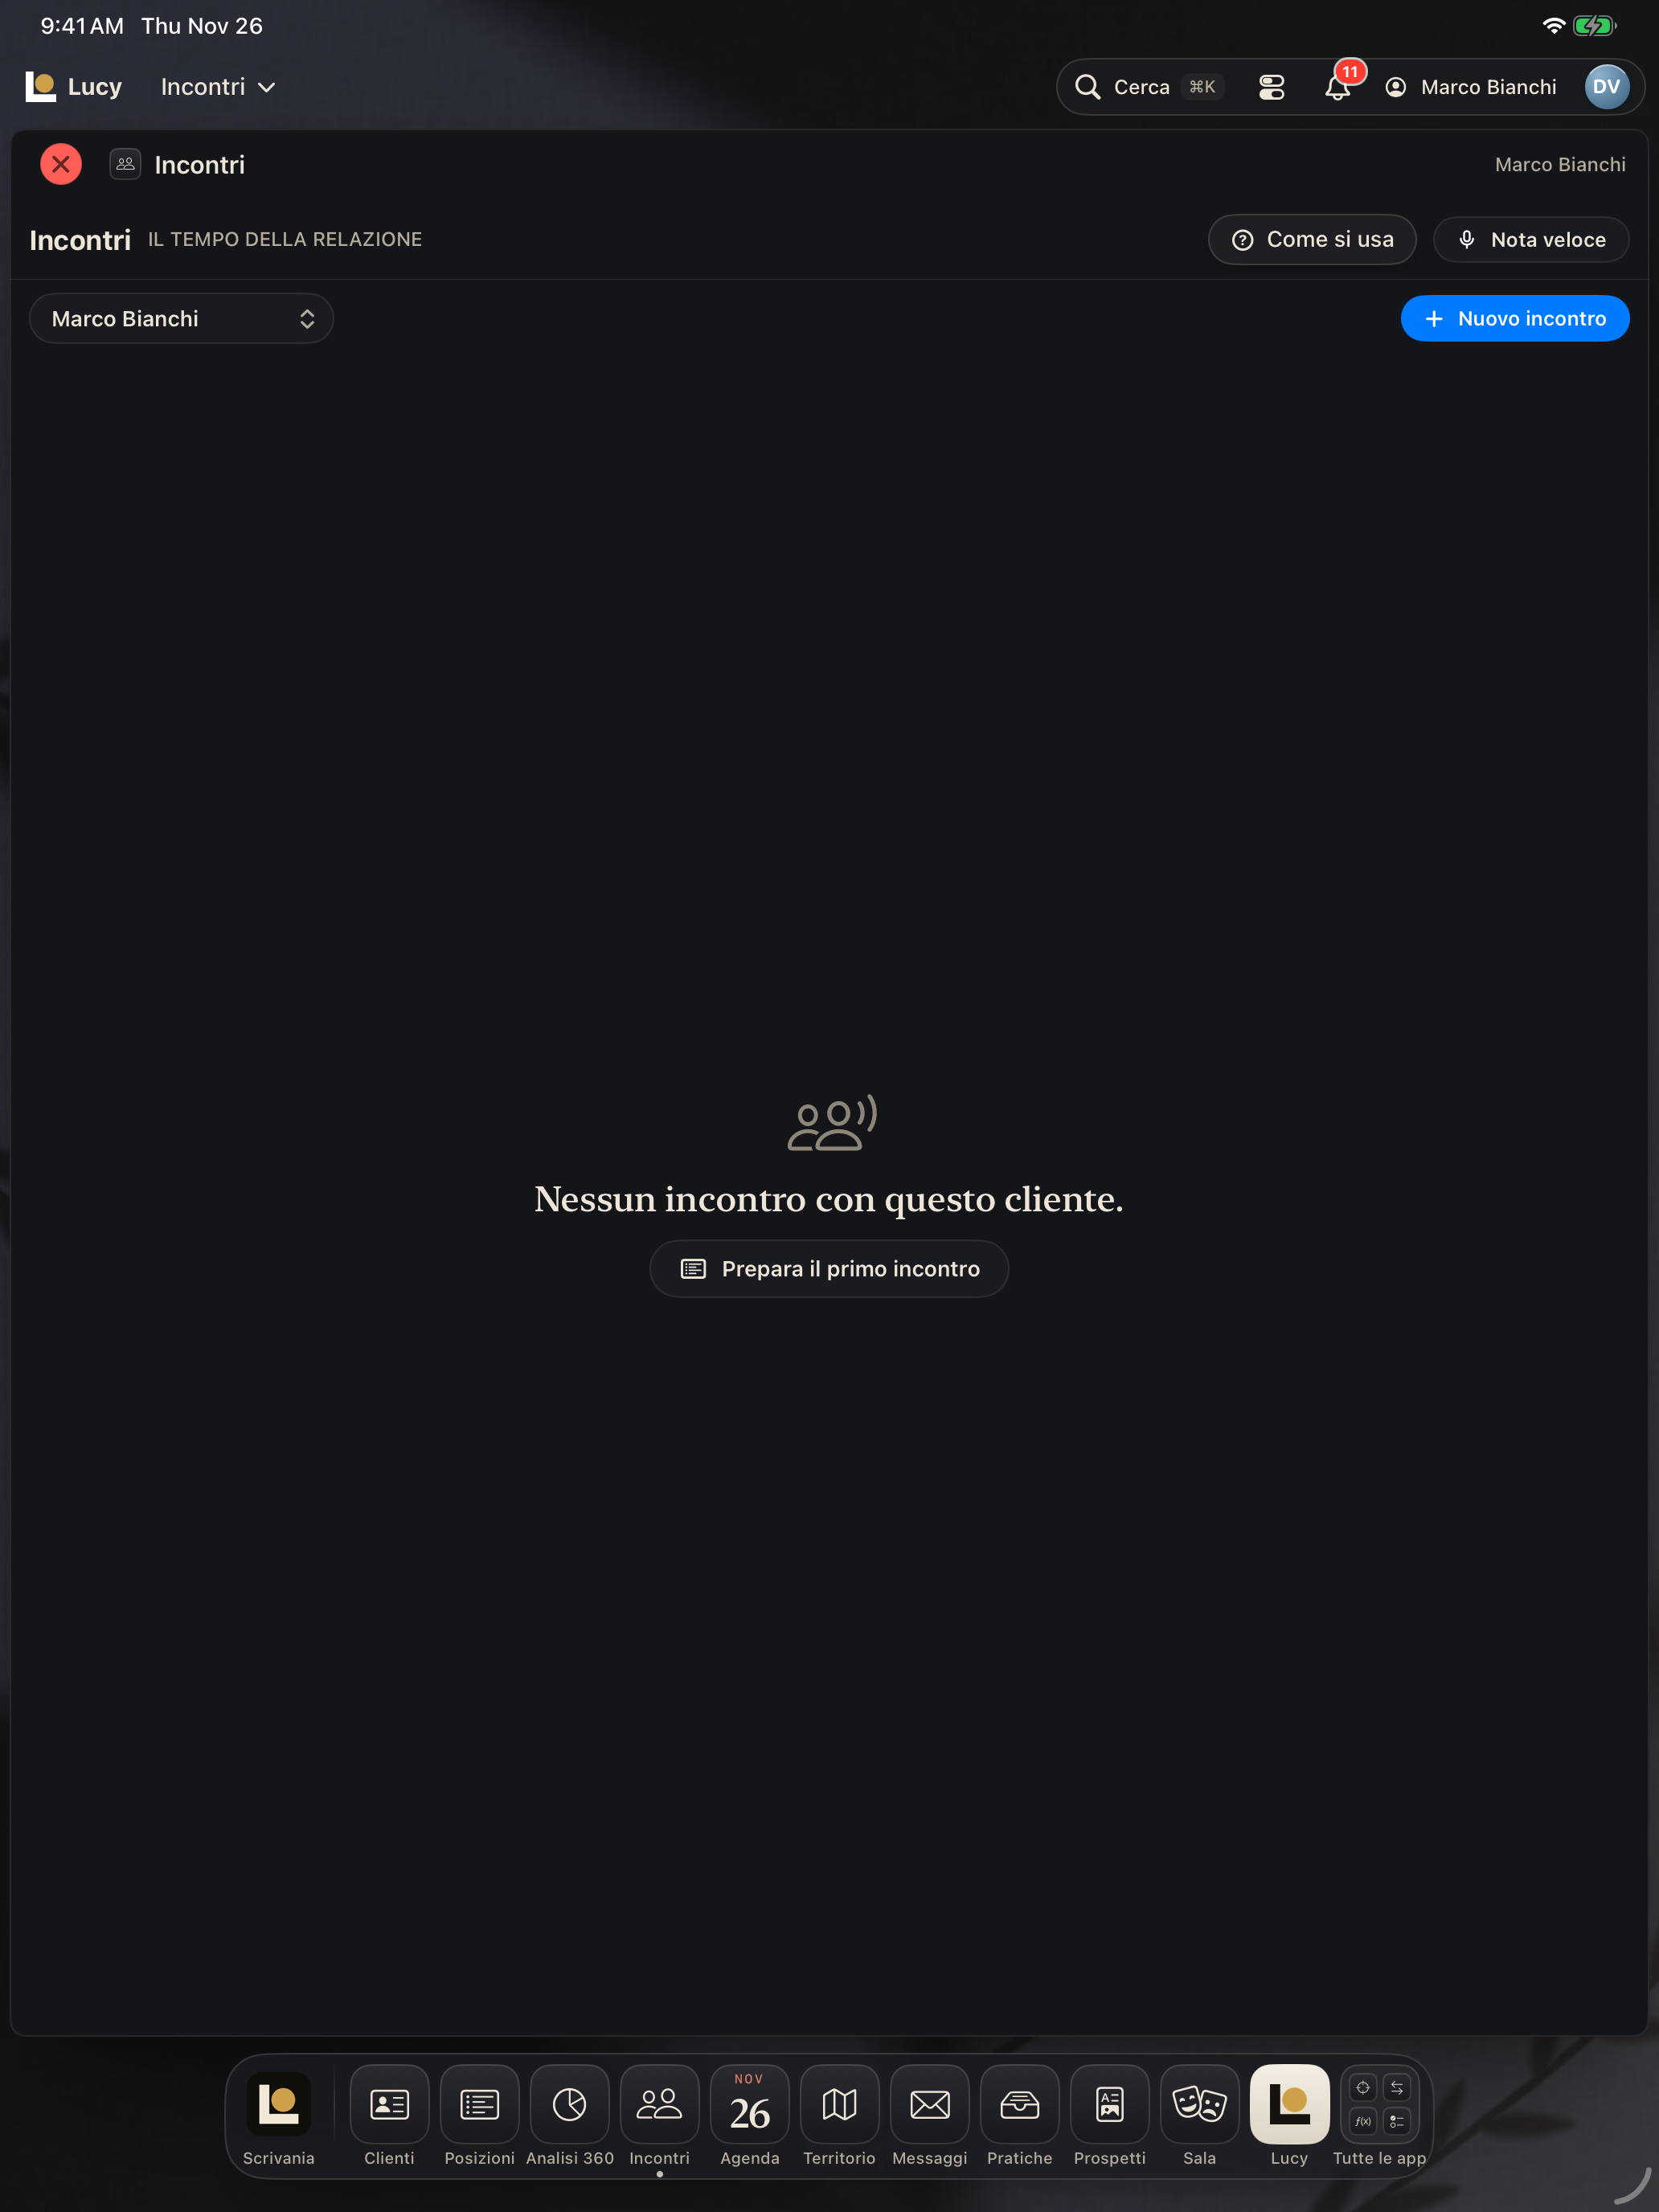 9:41 AM Thu Nov 26
Lucy Incontri Cerca ⌘K 11 Marco Bianchi DV
Incontri Marco Bianchi
Incontri IL TEMPO DELLA RELAZIONE Come si usa Nota veloce
Marco Bianchi Nuovo incontro
Nessun incontro con questo cliente.
Prepara il primo incontro
NOV
26
A
f(x)
Scrivania Clienti Posizioni Analisi 360 Incontri Agenda Territorio Messaggi Pratiche Prospetti Sala Lucy Tutte le app